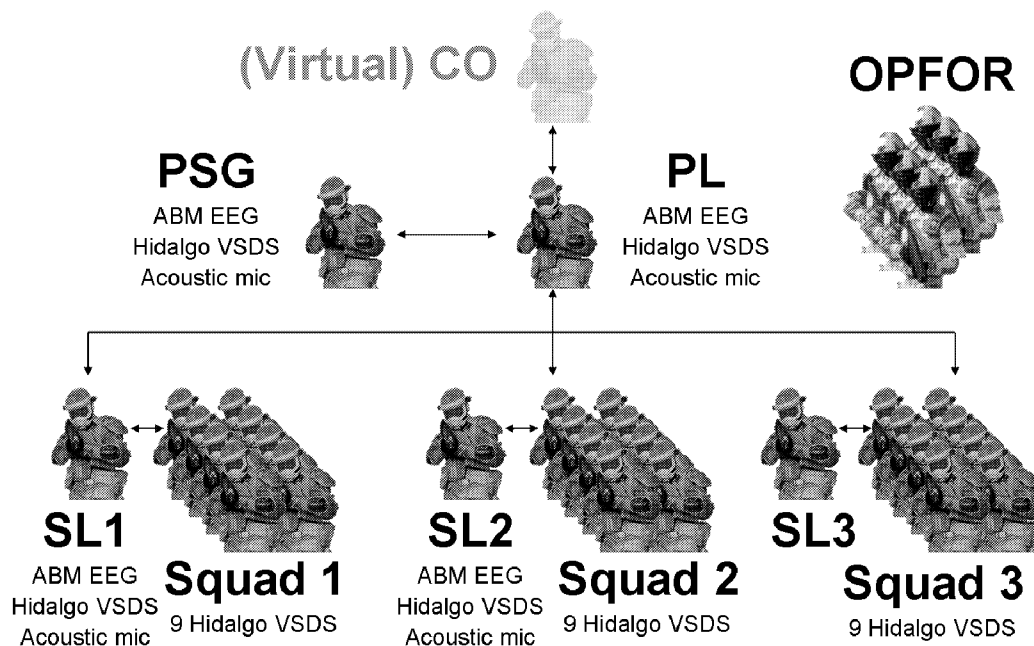 (Virtual) CO
OPFOR
PSG
ABM EEG
Hidalgo VSDS
Acoustic mic
PL
ABM EEG
Hidalgo VSDS
Acoustic mic
SL1
ABM EEG
Hidalgo VSDS
Acoustic mic
Squad 1
9 Hidalgo VSDS
SL2
ABM EEG
Hidalgo VSDS
Acoustic mic
Squad 2
9 Hidalgo VSDS
SL3
Squad 3
9 Hidalgo VSDS